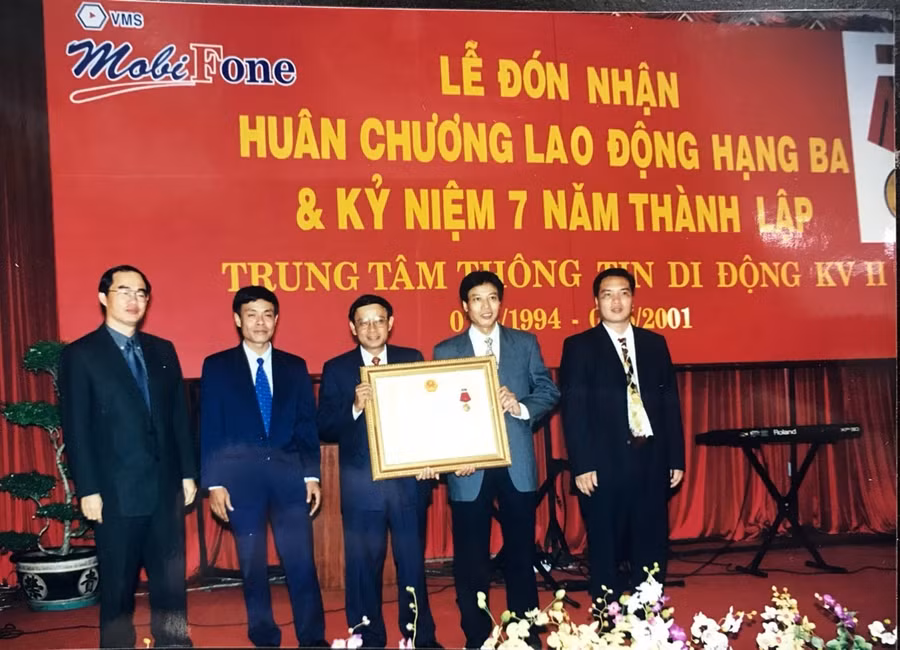 VMS
MobiFone
LỄ ĐÓN NHẬN
HUÂN CHƯƠNG LAO ĐỘNG HẠNG BA
& KỶ NIỆM 7 NĂM THÀNH LẬP
TRUNG TÂM THÔNG TIN DI ĐỘNG KV II
/1994 - /2001
Roland